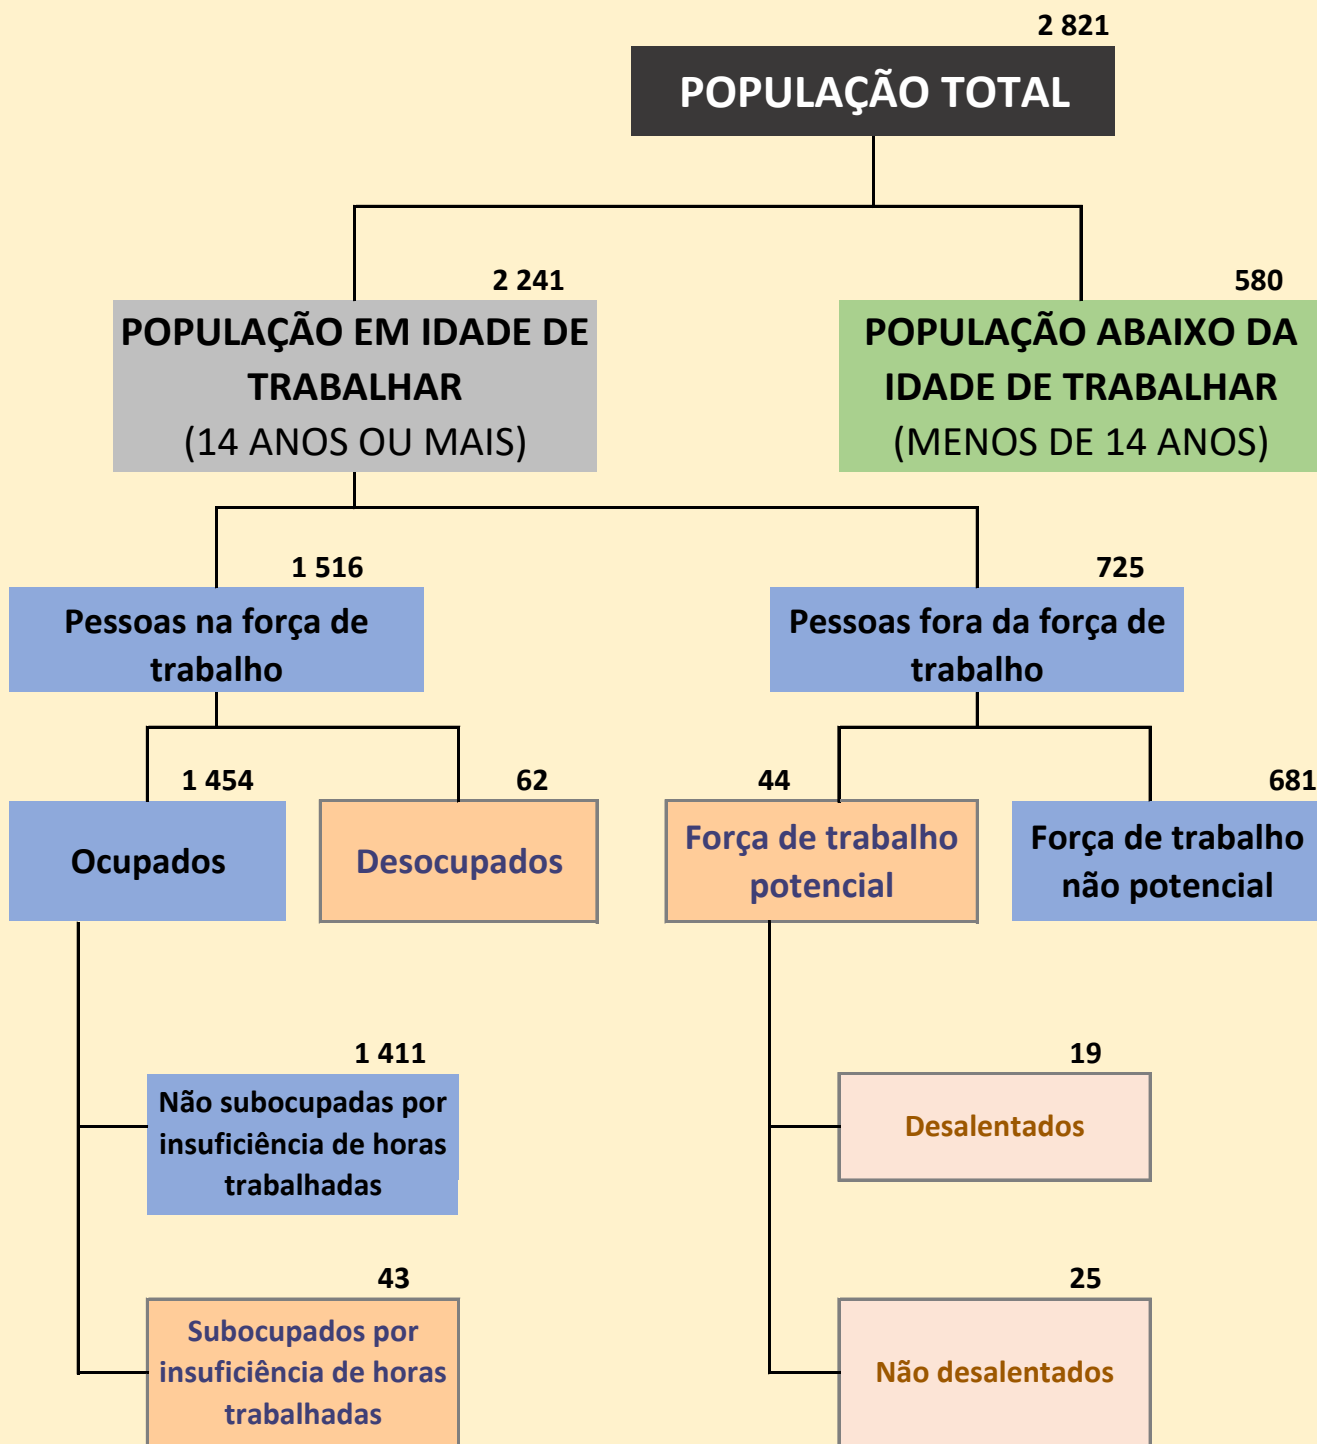 2 821
POPULAÇÃO TOTAL
2 241
POPULAÇÃO EM IDADE DE
TRABALHAR
(14 ANOS OU MAIS)
580
POPULAÇÃO ABAIXO DA
IDADE DE TRABALHAR
(MENOS DE 14 ANOS)
1 516
Pessoas na força de
trabalho
725
Pessoas fora da força de
trabalho
1 454
Ocupados
62
Desocupados
44
Força de trabalho
potencial
681
Força de trabalho
não potencial
1 411
Não subocupadas por
insuficiência de horas
trabalhadas
19
Desalentados
43
Subocupados por
insuficiência de horas
trabalhadas
25
Não desalentados